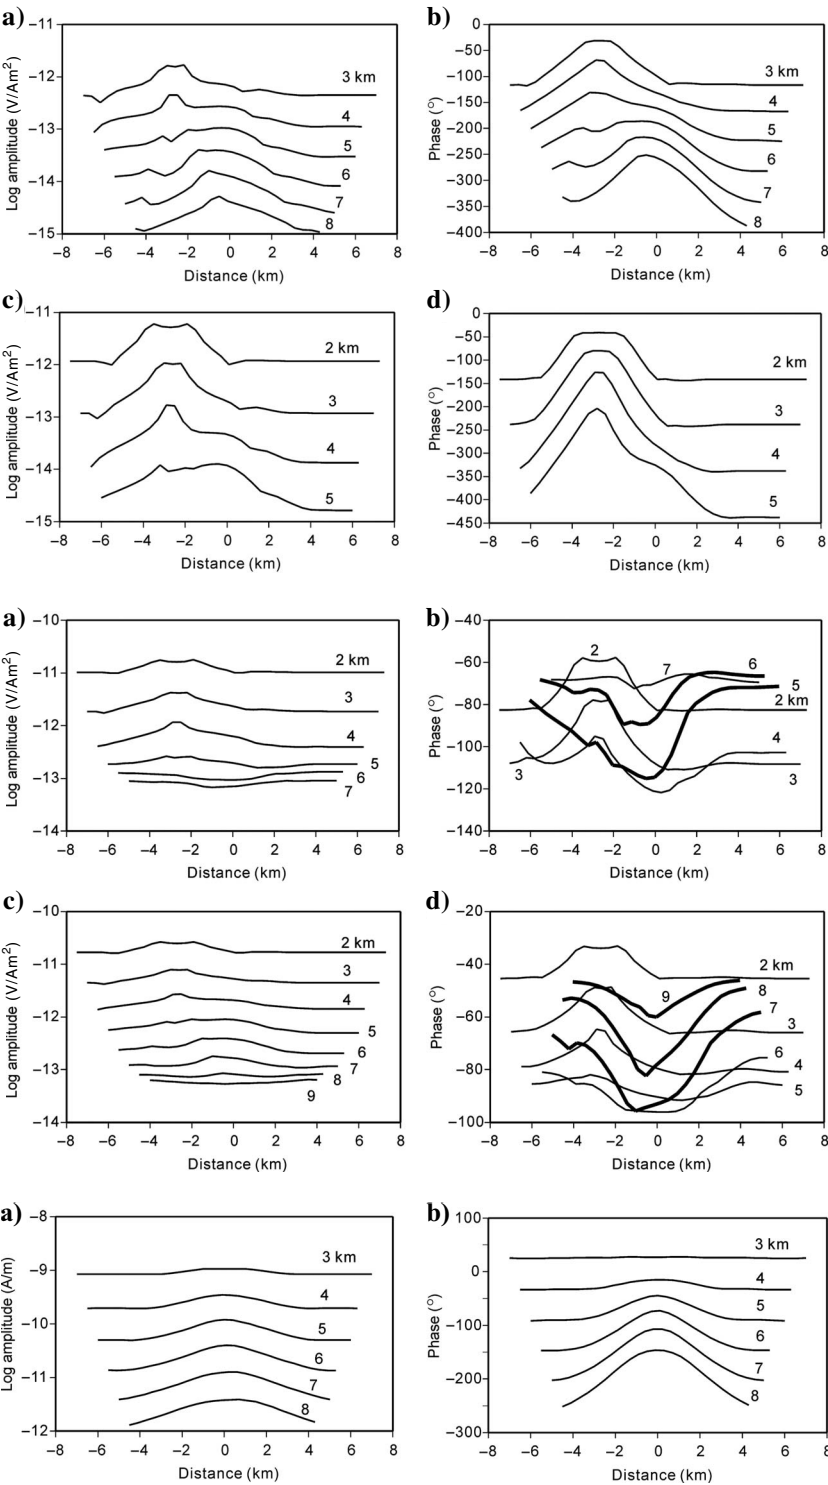 a)
Log amplitude (V/Am2)
−11
−12
−13
−14
−15
3 km
4
5
6
7
8
−8 −6 −4 −2 0 2 4 6 8
Distance (km)
b)
Phase (°)
0
−50
−100
−150
−200
−250
−300
−350
−400
3 km
4
5
6
7
8
−8 −6 −4 −2 0 2 4 6 8
Distance (km)
c)
Log amplitude (V/Am2)
−11
−12
−13
−14
−15
2 km
3
4
5
−8 −6 −4 −2 0 2 4 6 8
Distance (km)
d)
Phase (°)
0
−50
−100
−150
−200
−250
−300
−350
−400
−450
2 km
3
4
5
−8 −6 −4 −2 0 2 4 6 8
Distance (km)
a)
Log amplitude (V/Am2)
−10
−11
−12
−13
−14
2 km
3
4
5
6
7
−8 −6 −4 −2 0 2 4 6 8
Distance (km)
b)
Phase (°)
−40
−60
−80
−100
−120
−140
2
7
6
5
2 km
4
3
3
−8 −6 −4 −2 0 2 4 6 8
Distance (km)
c)
Log amplitude (V/Am2)
−10
−11
−12
−13
−14
2 km
3
4
5
6
7
8
9
−8 −6 −4 −2 0 2 4 6 8
Distance (km)
d)
Phase (°)
−20
−40
−60
−80
−100
2 km
9
8
7
3
6
4
5
−8 −6 −4 −2 0 2 4 6 8
Distance (km)
a)
Log amplitude (A/m)
−8
−9
−10
−11
−12
3 km
4
5
6
7
8
−8 −6 −4 −2 0 2 4 6 8
Distance (km)
b)
Phase (°)
100
0
−100
−200
−300
3 km
4
5
6
7
8
−8 −6 −4 −2 0 2 4 6 8
Distance (km)